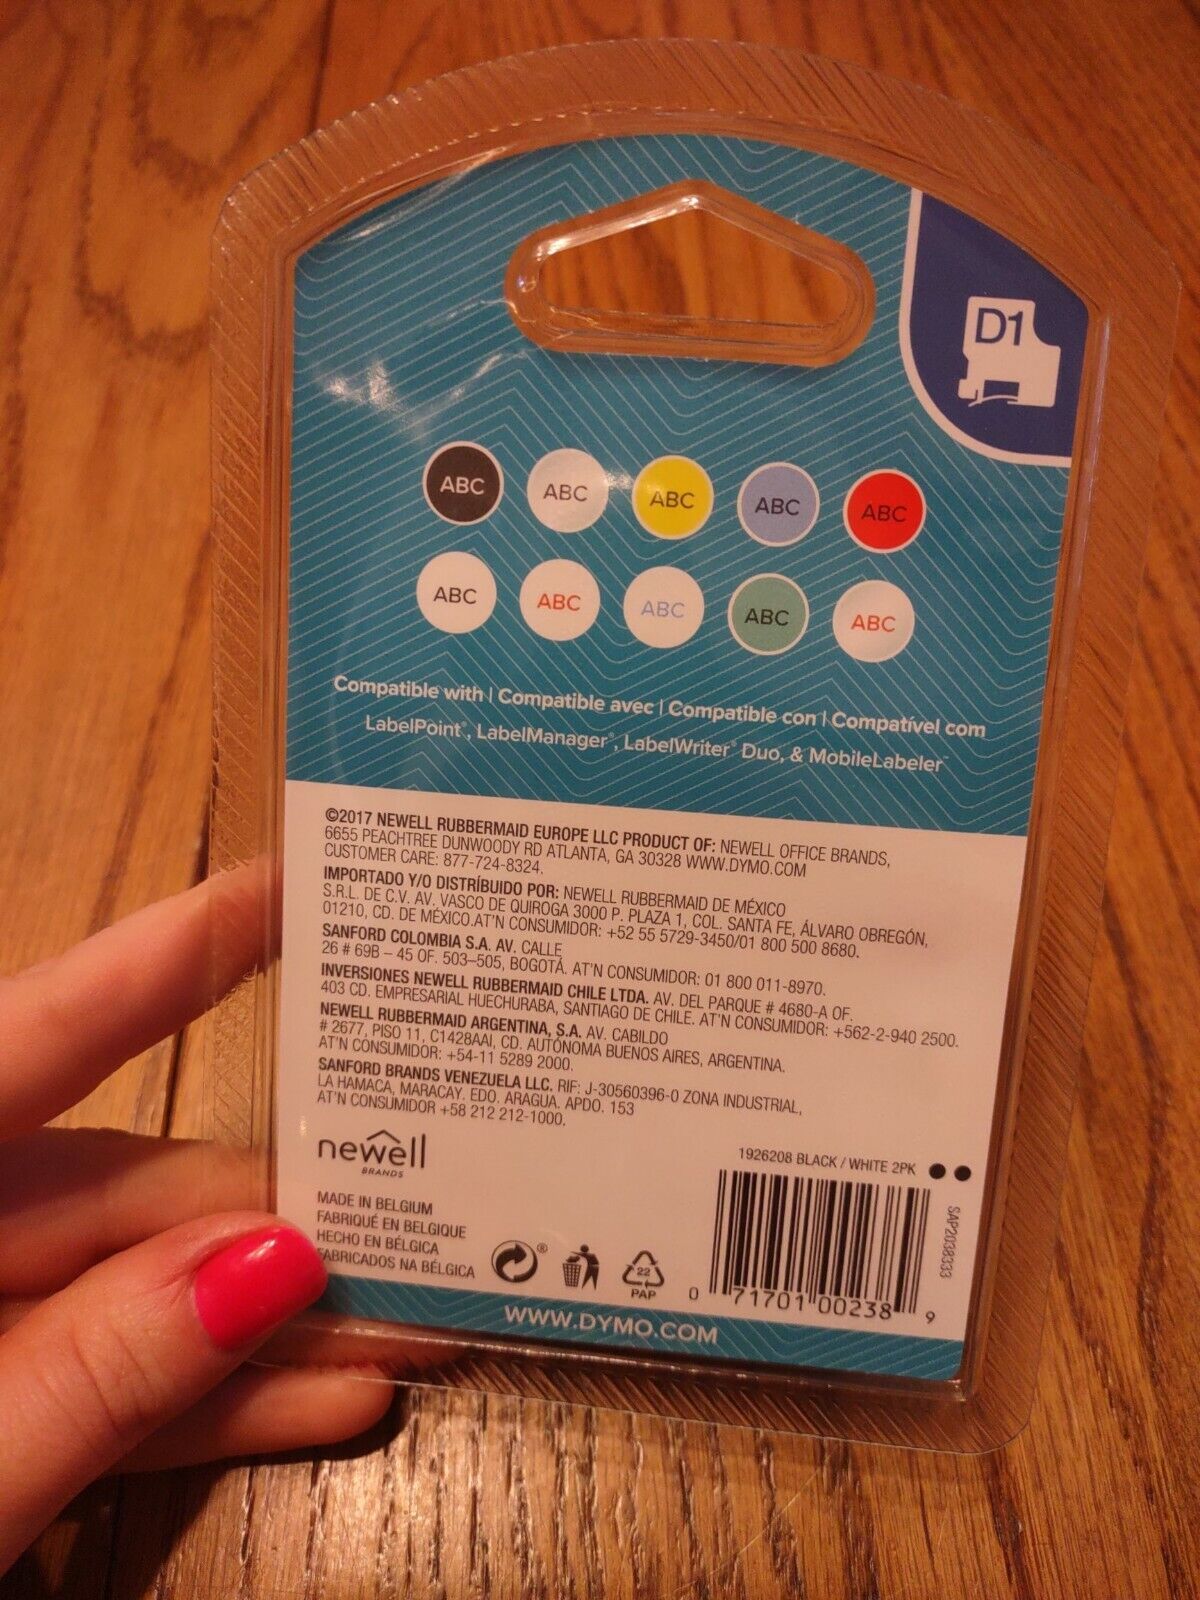 D1
ABC ABC ABC ABC ABC
ABC ABC ABC ABC ABC
Compatible with | Compatible avec | Compatible con | Compatível com
LabelPoint®, LabelManager®, LabelWriter® Duo, & MobileLabeler™
©2017 NEWELL RUBBERMAID EUROPE LLC PRODUCT OF: NEWELL OFFICE BRANDS,
6655 PEACHTREE DUNWOODY RD ATLANTA, GA 30328 WWW.DYMO.COM
CUSTOMER CARE: 877-724-8324.
IMPORTADO Y/O DISTRÍBUIDO POR: NEWELL RUBBERMAID DE MÉXICO
S.R.L. DE C.V. AV. VASCO DE QUIROGA 3000 P. PLAZA 1, COL. SANTA FE, ÁLVARO OBREGÓN,
01210, CD. DE MÉXICO.AT'N CONSUMIDOR: +52 55 5729-3450/01 800 500 8680.
SANFORD COLOMBIA S.A. AV. CALLE
26 # 69B – 45 OF. 503–505, BOGOTÁ. AT'N CONSUMIDOR: 01 800 011-8970.
INVERSIONES NEWELL RUBBERMAID CHILE LTDA. AV. DEL PARQUE # 4680-A OF.
403 CD. EMPRESARIAL HUECHURABA, SANTIAGO DE CHILE. AT'N CONSUMIDOR: +562-2-940 2500.
NEWELL RUBBERMAID ARGENTINA, S.A. AV. CABILDO
# 2677, PISO 11, C1428AAI, CD. AUTÓNOMA BUENOS AIRES, ARGENTINA.
AT'N CONSUMIDOR: +54-11 5289 2000.
SANFORD BRANDS VENEZUELA LLC. RIF: J-30560396-0 ZONA INDUSTRIAL,
LA HAMACA, MARACAY. EDO. ARAGUA. APDO. 153
AT'N CONSUMIDOR +58 212 212-1000.
newell
BRANDS
1926208 BLACK / WHITE 2PK
SAP2038333
MADE IN BELGIUM
FABRIQUÉ EN BELGIQUE
HECHO EN BÉLGICA
FABRICADOS NA BÉLGICA
®
22
PAP
0 71701 00238 9
WWW.DYMO.COM